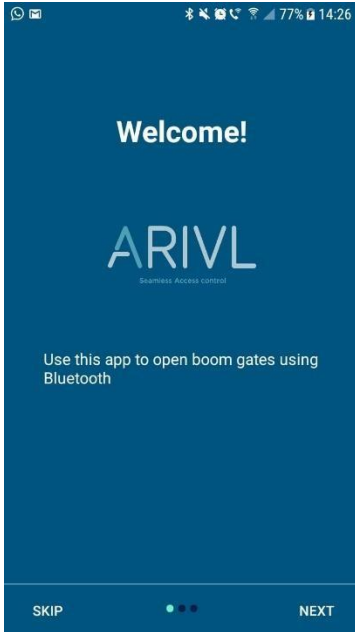 77% 14:26
Welcome!
ARIVL
Seamless Access control
Use this app to open boom gates using
Bluetooth
SKIP
NEXT